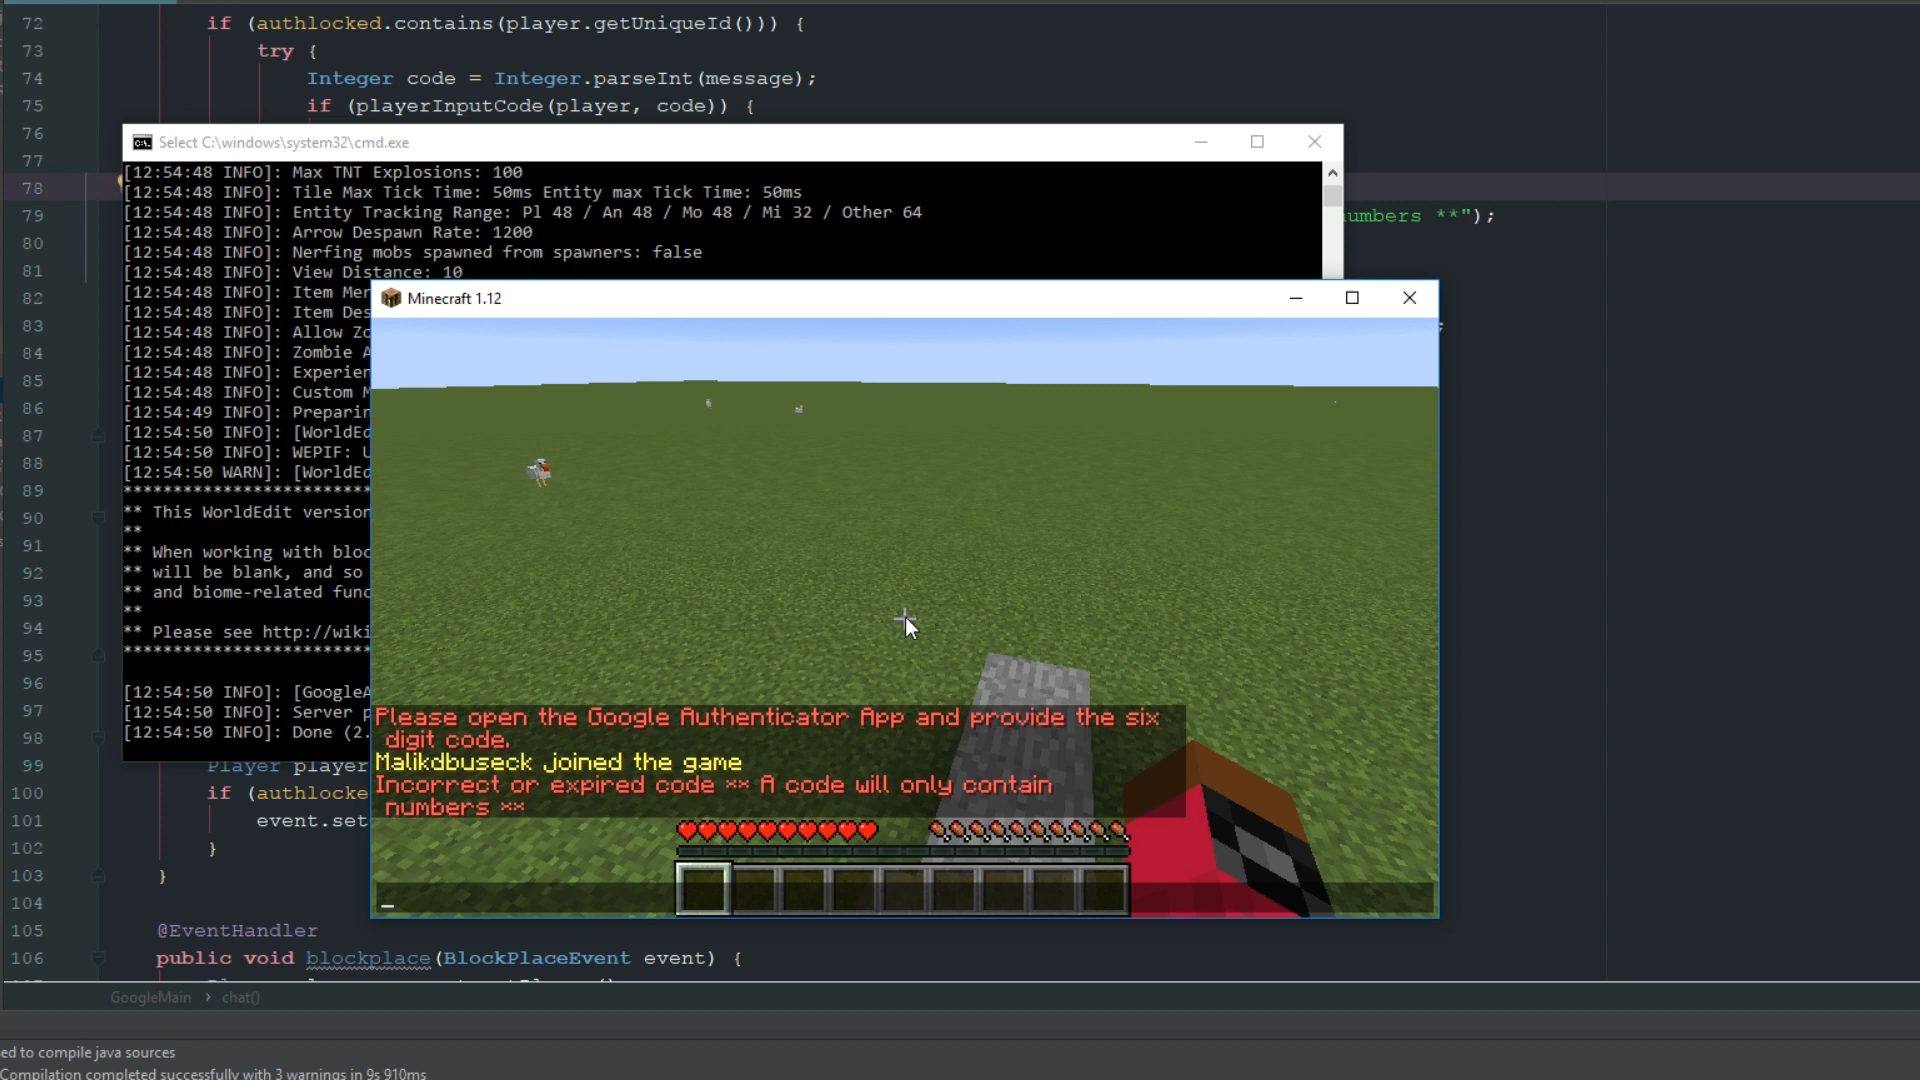 72 if (authlocked.contains(player.getUniqueId())) {
73 try {
74 Integer code = Integer.parseInt(message);
75 if (playerInputCode(player, code)) {
76
77
78
79 numbers **");
80
81
82
83 ;
84
85
86
87
88
89
90
91
92
93
94
95
96
97
98
99 Player player
100 if (authlocke
101 event.set
102 }
103 }
104
105 @EventHandler
106 public void blockplace(BlockPlaceEvent event) {
GoogleMain › chat()
ed to compile java sources
Compilation completed successfully with 3 warnings in 9s 910ms
Select C:\windows\system32\cmd.exe
[12:54:48 INFO]: Max TNT Explosions: 100
[12:54:48 INFO]: Tile Max Tick Time: 50ms Entity max Tick Time: 50ms
[12:54:48 INFO]: Entity Tracking Range: Pl 48 / An 48 / Mo 48 / Mi 32 / Other 64
[12:54:48 INFO]: Arrow Despawn Rate: 1200
[12:54:48 INFO]: Nerfing mobs spawned from spawners: false
[12:54:48 INFO]: View Distance: 10
[12:54:48 INFO]: Item Mer
[12:54:48 INFO]: Item Des
[12:54:48 INFO]: Allow Zo
[12:54:48 INFO]: Zombie A
[12:54:48 INFO]: Experien
[12:54:48 INFO]: Custom M
[12:54:49 INFO]: Preparin
[12:54:50 INFO]: [WorldEd
[12:54:50 INFO]: WEPIF: U
[12:54:50 WARN]: [WorldEd
*************************
** This WorldEdit version
**
** When working with bloc
** will be blank, and so
** and biome-related func
**
** Please see http://wiki
*************************
[12:54:50 INFO]: [GoogleA
[12:54:50 INFO]: Server p
[12:54:50 INFO]: Done (2.
Minecraft 1.12
Please open the Google Authenticator App and provide the six
digit code.
Malikdbuseck joined the game
Incorrect or expired code ** A code will only contain
numbers **
_